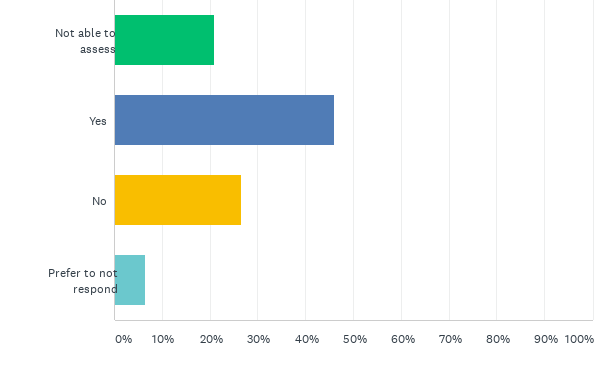 Not able to
assess
Yes
No
Prefer to not
respond
0% 10% 20% 30% 40% 50% 60% 70% 80% 90% 100%